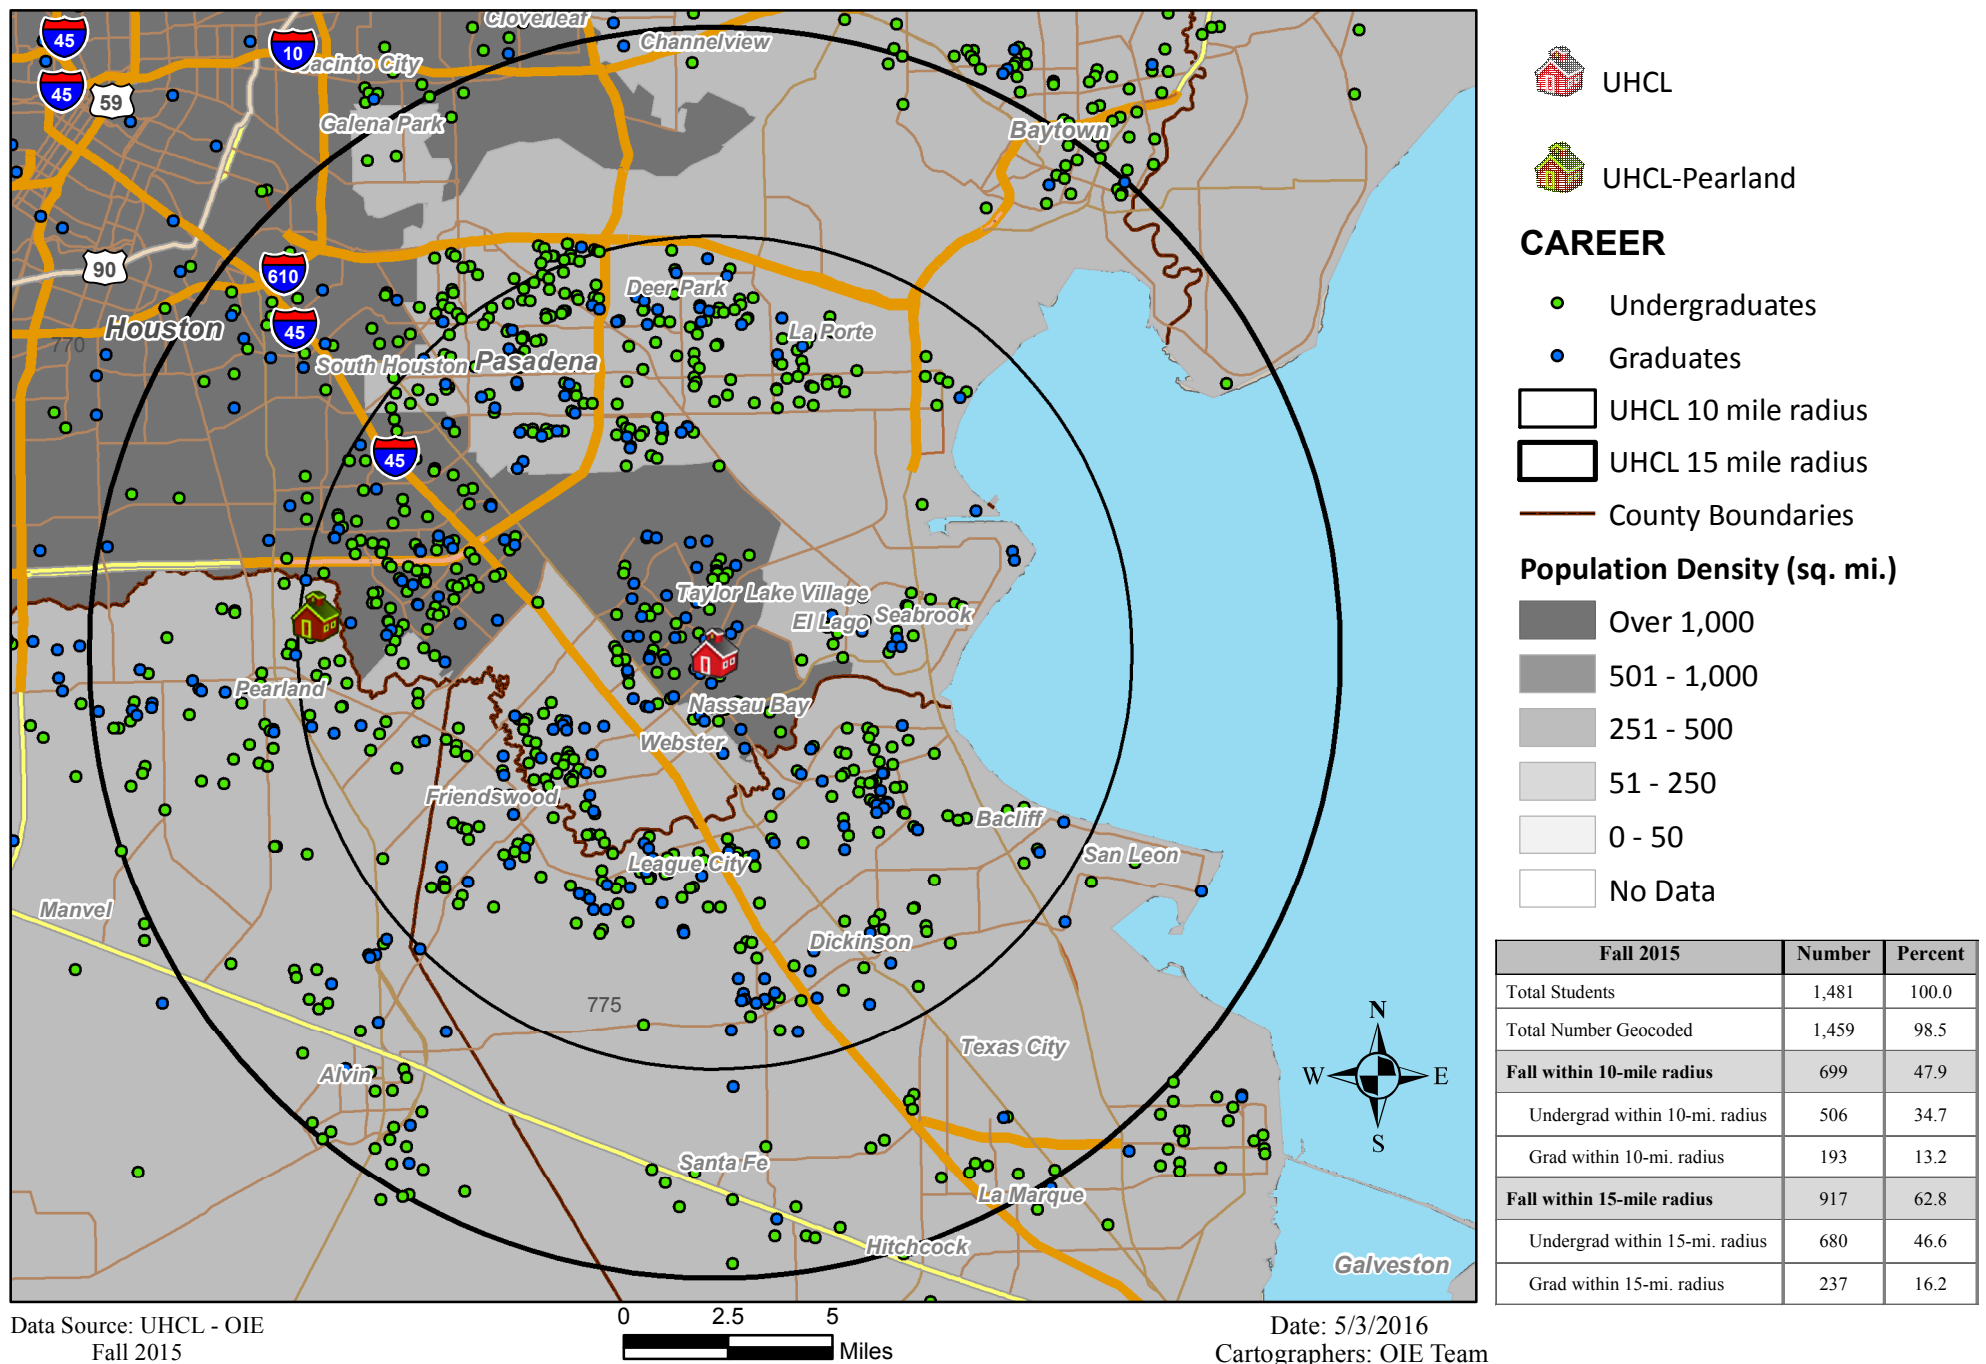 Cloverleaf
Channelview
45
10
Jacinto City
45
59
Galena Park
Baytown
90
610
Deer Park
Houston
45
La Porte
770
South Houston
Pasadena
45
Taylor Lake Village
El Lago
Seabrook
Pearland
Nassau Bay
Webster
Friendswood
Bacliff
League City
San Leon
Manvel
Dickinson
775
Texas City
Alvin
Santa Fe
La Marque
Hitchcock
Galveston
N
W
E
S
UHCL
UHCL-Pearland
CAREER
Undergraduates
Graduates
UHCL 10 mile radius
UHCL 15 mile radius
County Boundaries
Population Density (sq. mi.)
Over 1,000
501 - 1,000
251 - 500
51 - 250
0 - 50
No Data
Fall 2015 Number Percent
Total Students 1,481 100.0
Total Number Geocoded 1,459 98.5
Fall within 10-mile radius 699 47.9
Undergrad within 10-mi. radius 506 34.7
Grad within 10-mi. radius 193 13.2
Fall within 15-mile radius 917 62.8
Undergrad within 15-mi. radius 680 46.6
Grad within 15-mi. radius 237 16.2
Data Source: UHCL - OIE
Fall 2015
0 2.5 5
Miles
Date: 5/3/2016
Cartographers: OIE Team